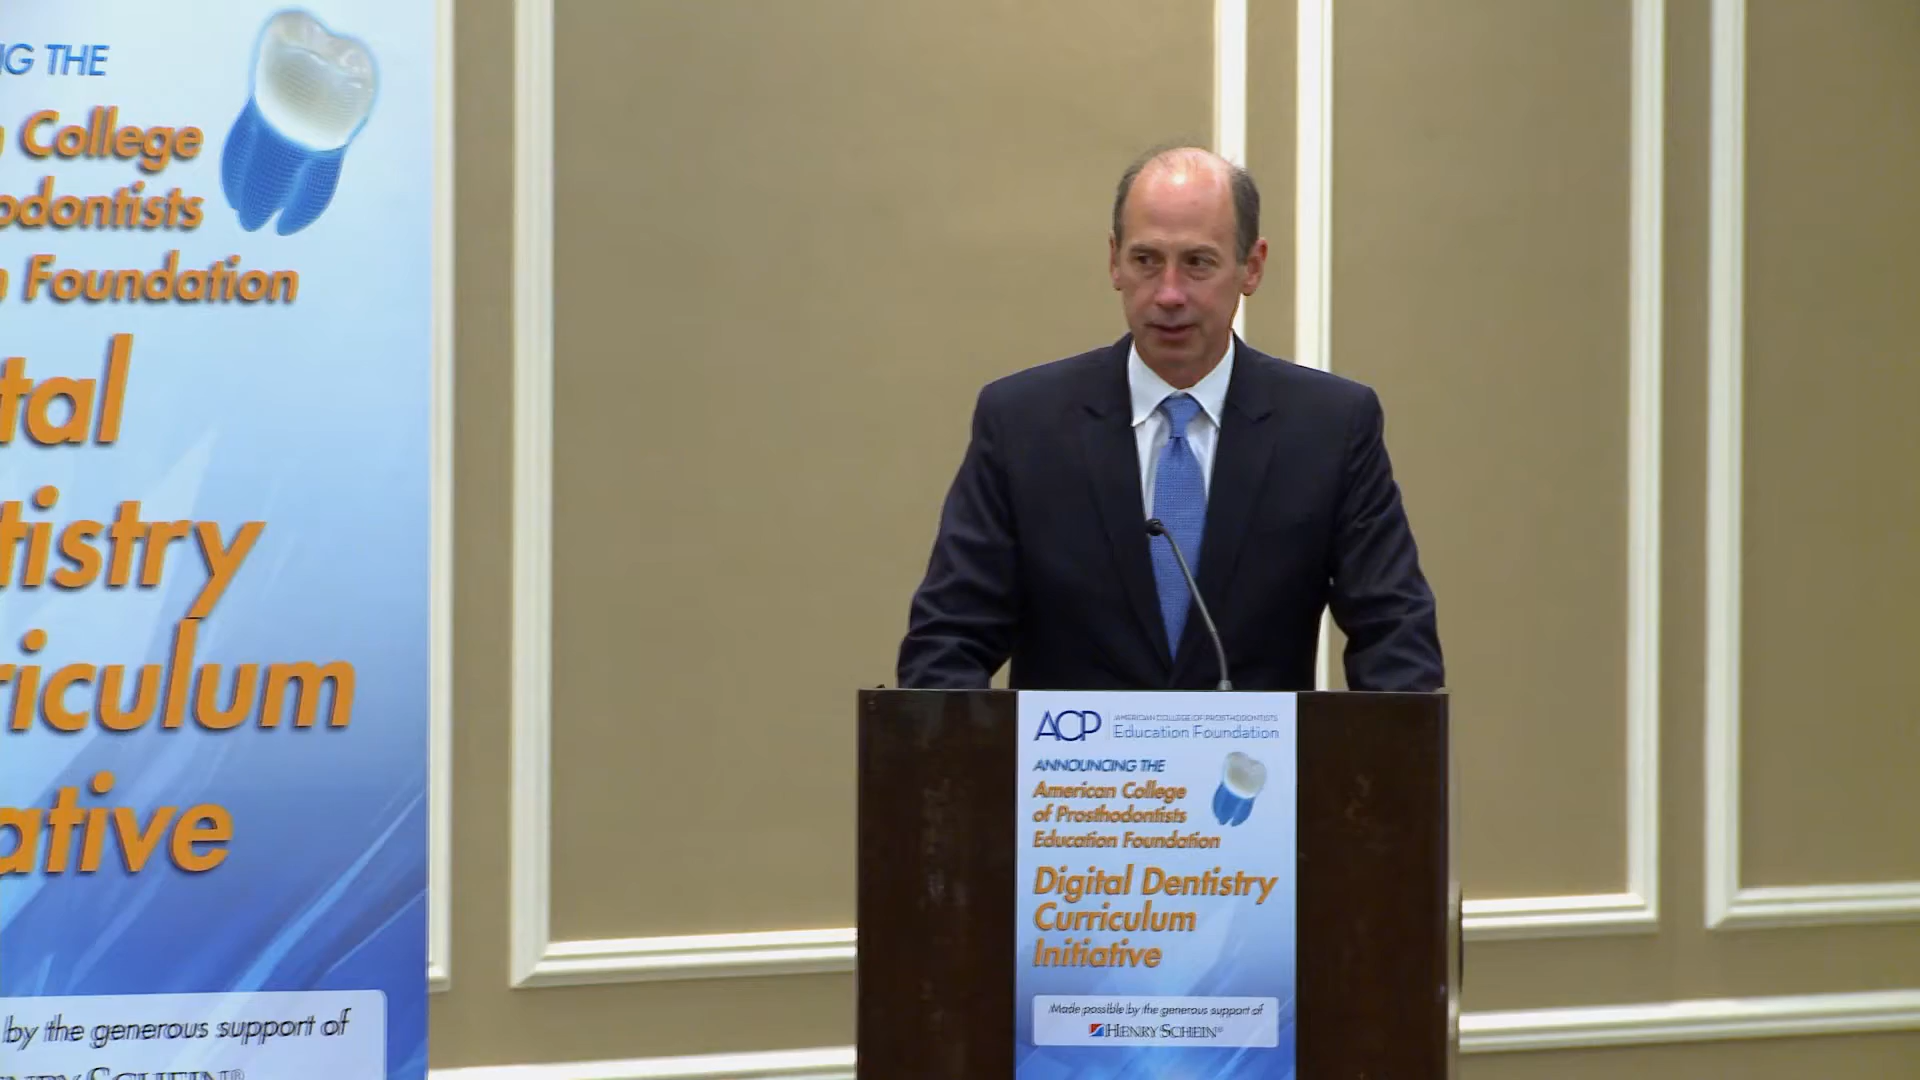 G THE
College
odontists
Foundation
tal
tistry
riculum
ative
by the generous support of
SCHEIN®
ACP
AMERICAN COLLEGE OF PROSTHODONTISTS
Education Foundation
ANNOUNCING THE
American College
of Prosthodontists
Education Foundation
Digital Dentistry
Curriculum
Initiative
Made possible by the generous support of
HENRY SCHEIN®